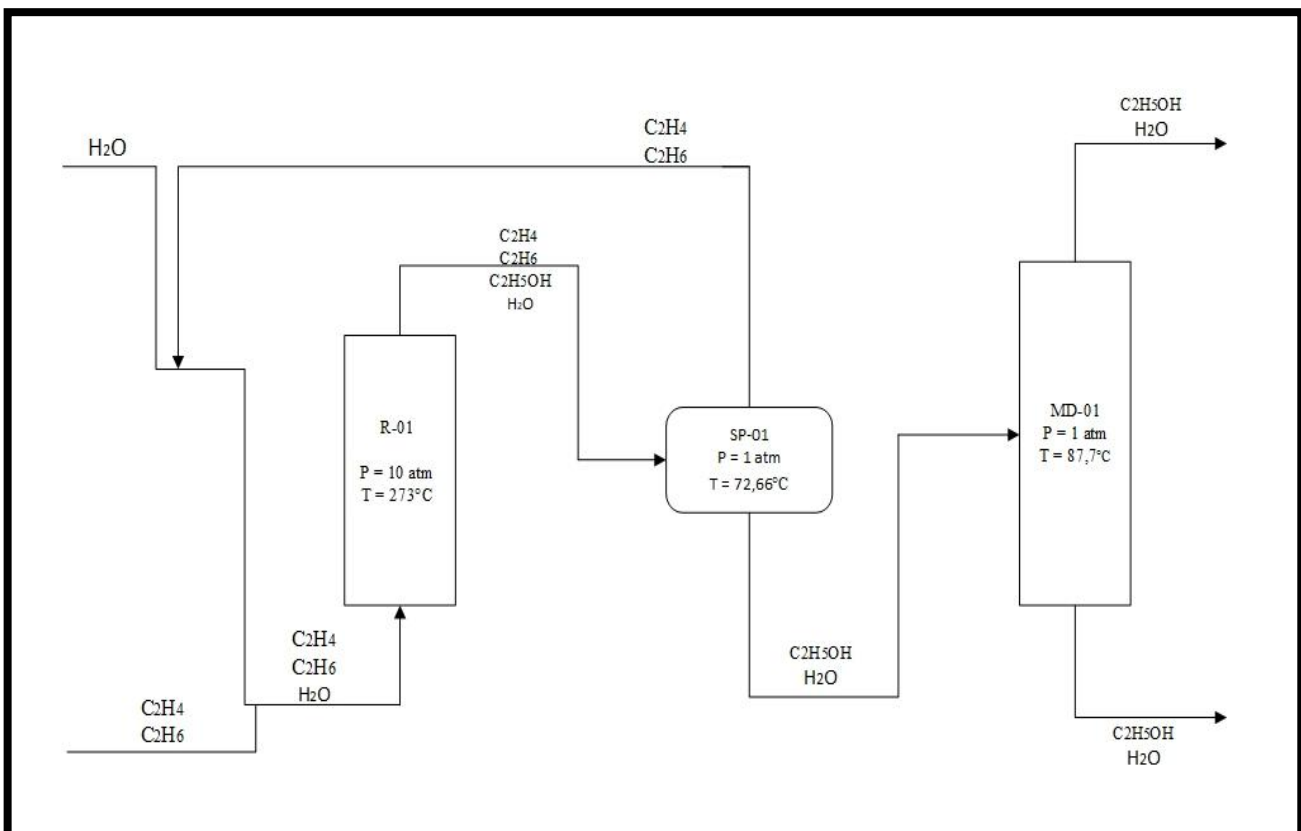 H2O
C2H4
C2H6
C2H5OH
H2O
C2H4
C2H6
C2H5OH
H2O
R-01
P = 10 atm
T = 273°C
SP-01
P = 1 atm
T = 72,66°C
MD-01
P = 1 atm
T = 87,7°C
C2H4
C2H6
H2O
C2H4
C2H6
C2H5OH
H2O
C2H5OH
H2O